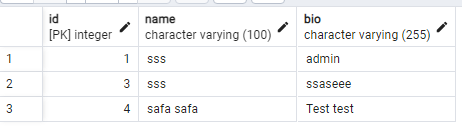 id name bio
[PK] integer character varying (100) character varying (255)
1 1 sss admin
2 3 sss ssaseee
3 4 safa safa Test test